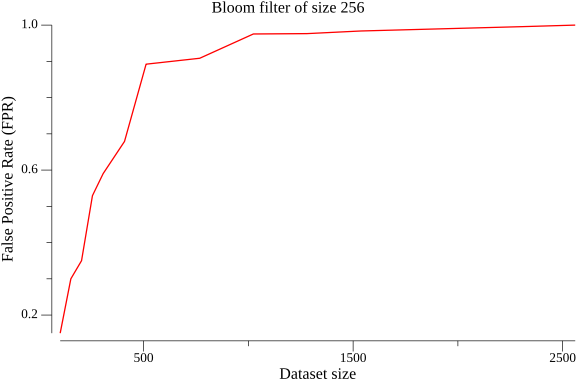 Bloom filter of size 256
False Positive Rate (FPR)
1.0
0.6
0.2
500
1500
2500
Dataset size